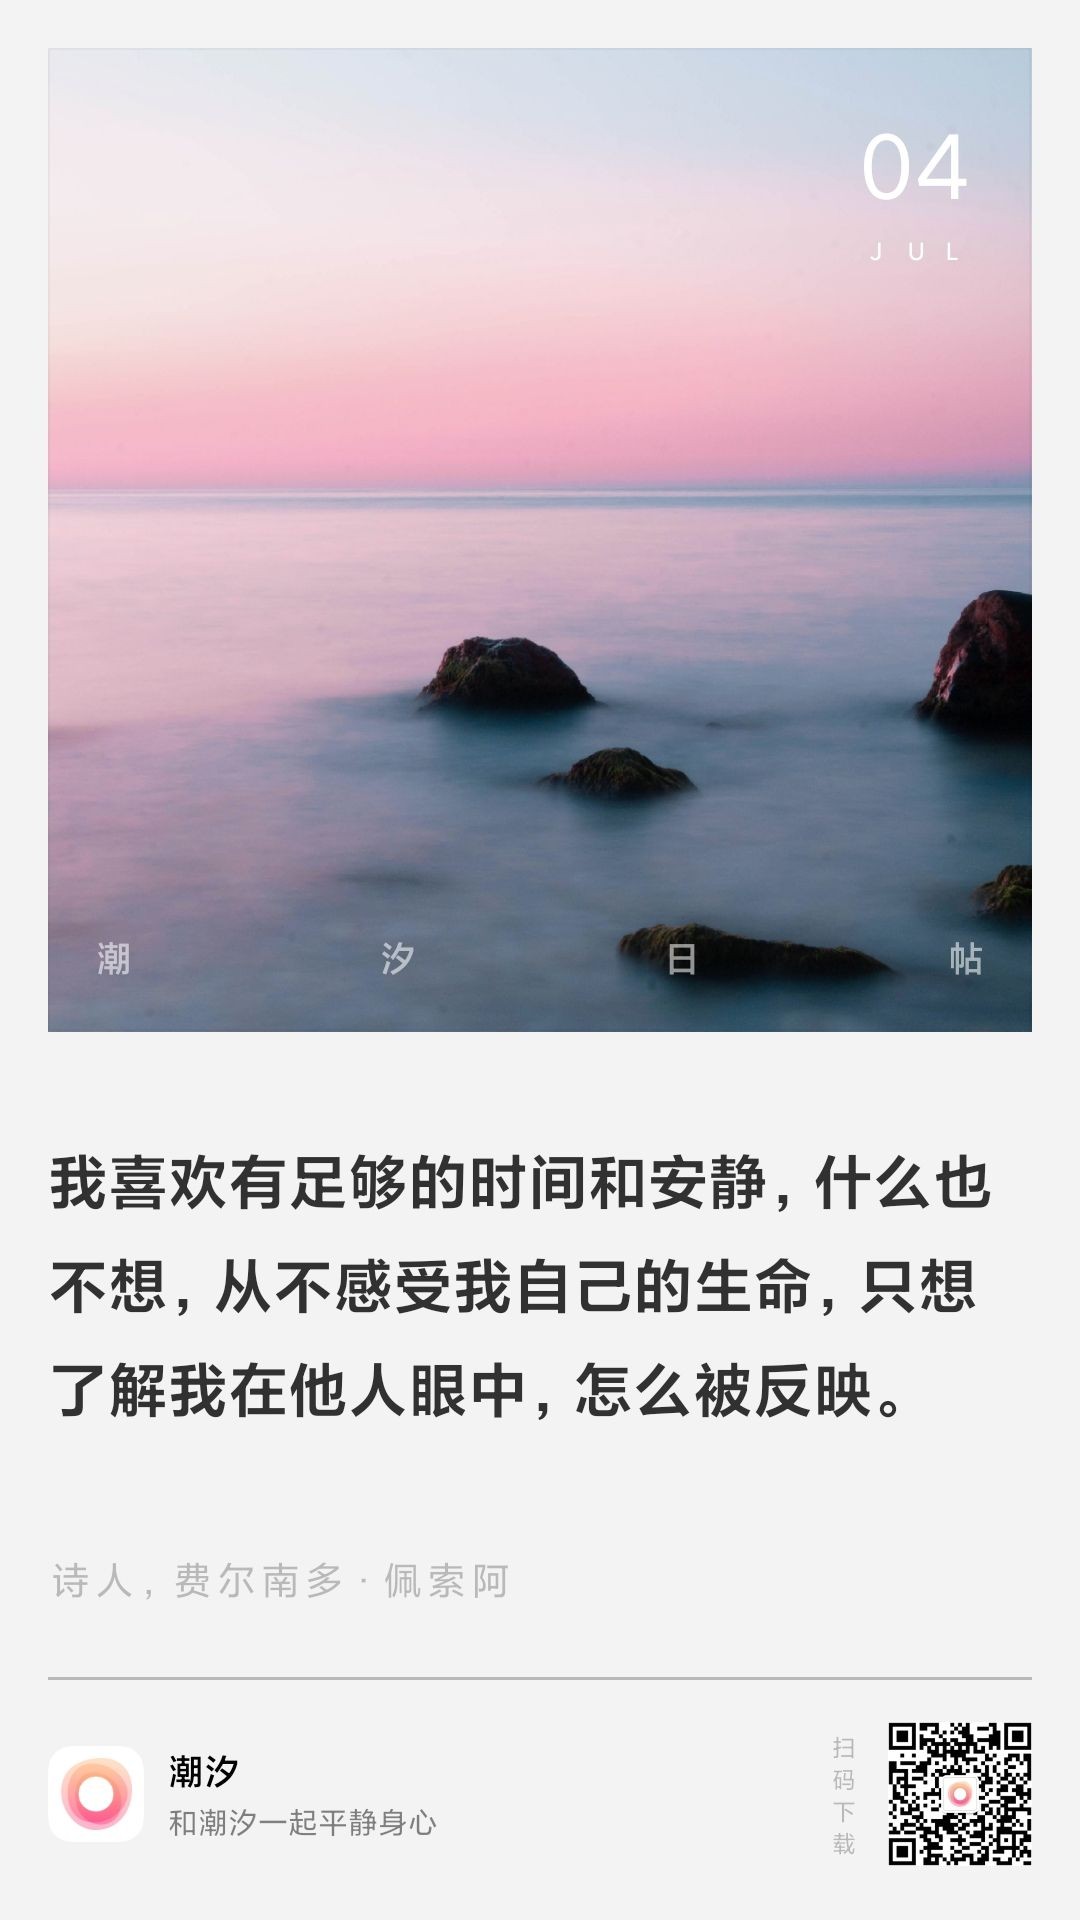 04
JUL
潮汐日帖
我喜欢有足够的时间和安静，什么也
不想，从不感受我自己的生命，只想
了解我在他人眼中，怎么被反映。
诗人，费尔南多·佩索阿
潮汐
和潮汐一起平静身心
扫码下载